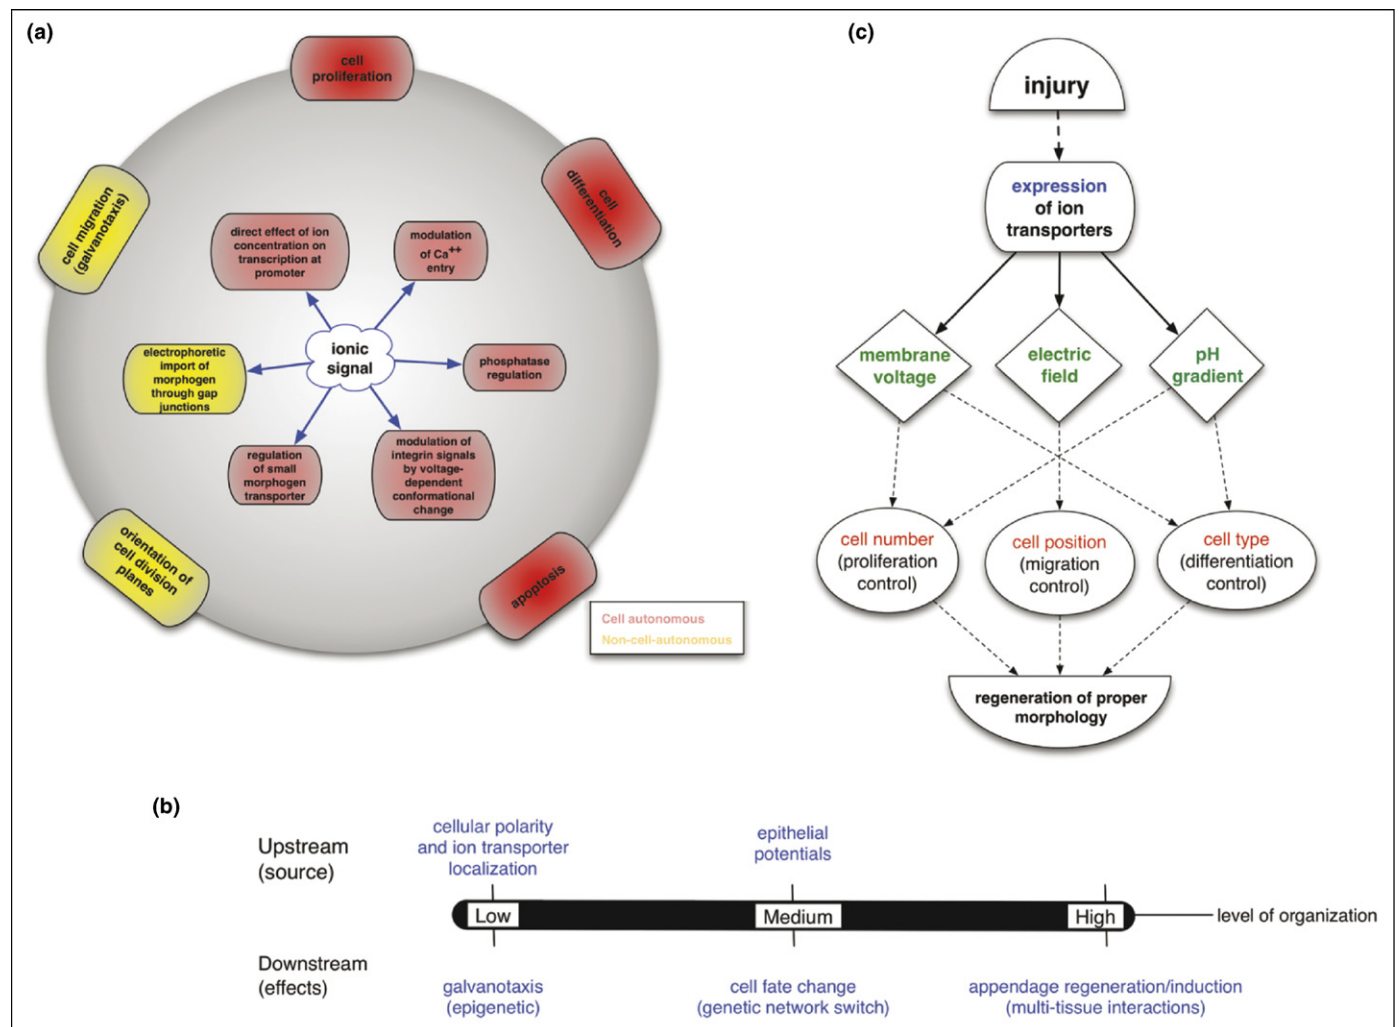 (a)
cell
proliferation
cell
differentiation
cell migration
(galvanotaxis)
direct effect of ion
concentration on
transcription at
promoter
modulation
of Ca++
entry
ionic
signal
electrophoretic
import of
morphogen
through gap
junctions
phosphatase
regulation
regulation
of small
morphogen
transporter
modulation of
integrin signals
by voltage-
dependent
conformational
change
orientation of
cell division
planes
apoptosis
Cell autonomous
Non-cell-autonomous
(c)
injury
expression
of ion
transporters
membrane
voltage
electric
field
pH
gradient
cell number
(proliferation
control)
cell position
(migration
control)
cell type
(differentiation
control)
regeneration of proper
morphology
(b)
Upstream
(source)
cellular polarity
and ion transporter
localization
epithelial
potentials
Low
Medium
High
level of organization
Downstream
(effects)
galvanotaxis
(epigenetic)
cell fate change
(genetic network switch)
appendage regeneration/induction
(multi-tissue interactions)